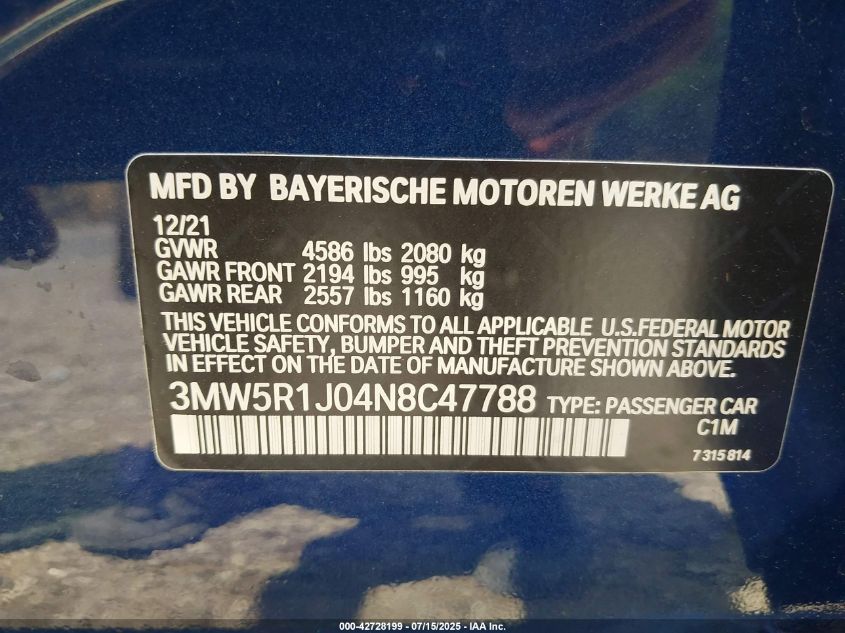 MFD BY BAYERISCHE MOTOREN WERKE AG
12/21
GVWR 4586 lbs 2080 kg
GAWR FRONT 2194 lbs 995 kg
GAWR REAR 2557 lbs 1160 kg
THIS VEHICLE CONFORMS TO ALL APPLICABLE U.S.FEDERAL MOTOR
VEHICLE SAFETY, BUMPER AND THEFT PREVENTION STANDARDS
IN EFFECT ON THE DATE OF MANUFACTURE SHOWN ABOVE.
3MW5R1J04N8C47788 TYPE: PASSENGER CAR
C1M
7315814
000-42728199 - 07/15/2025 - IAA Inc.